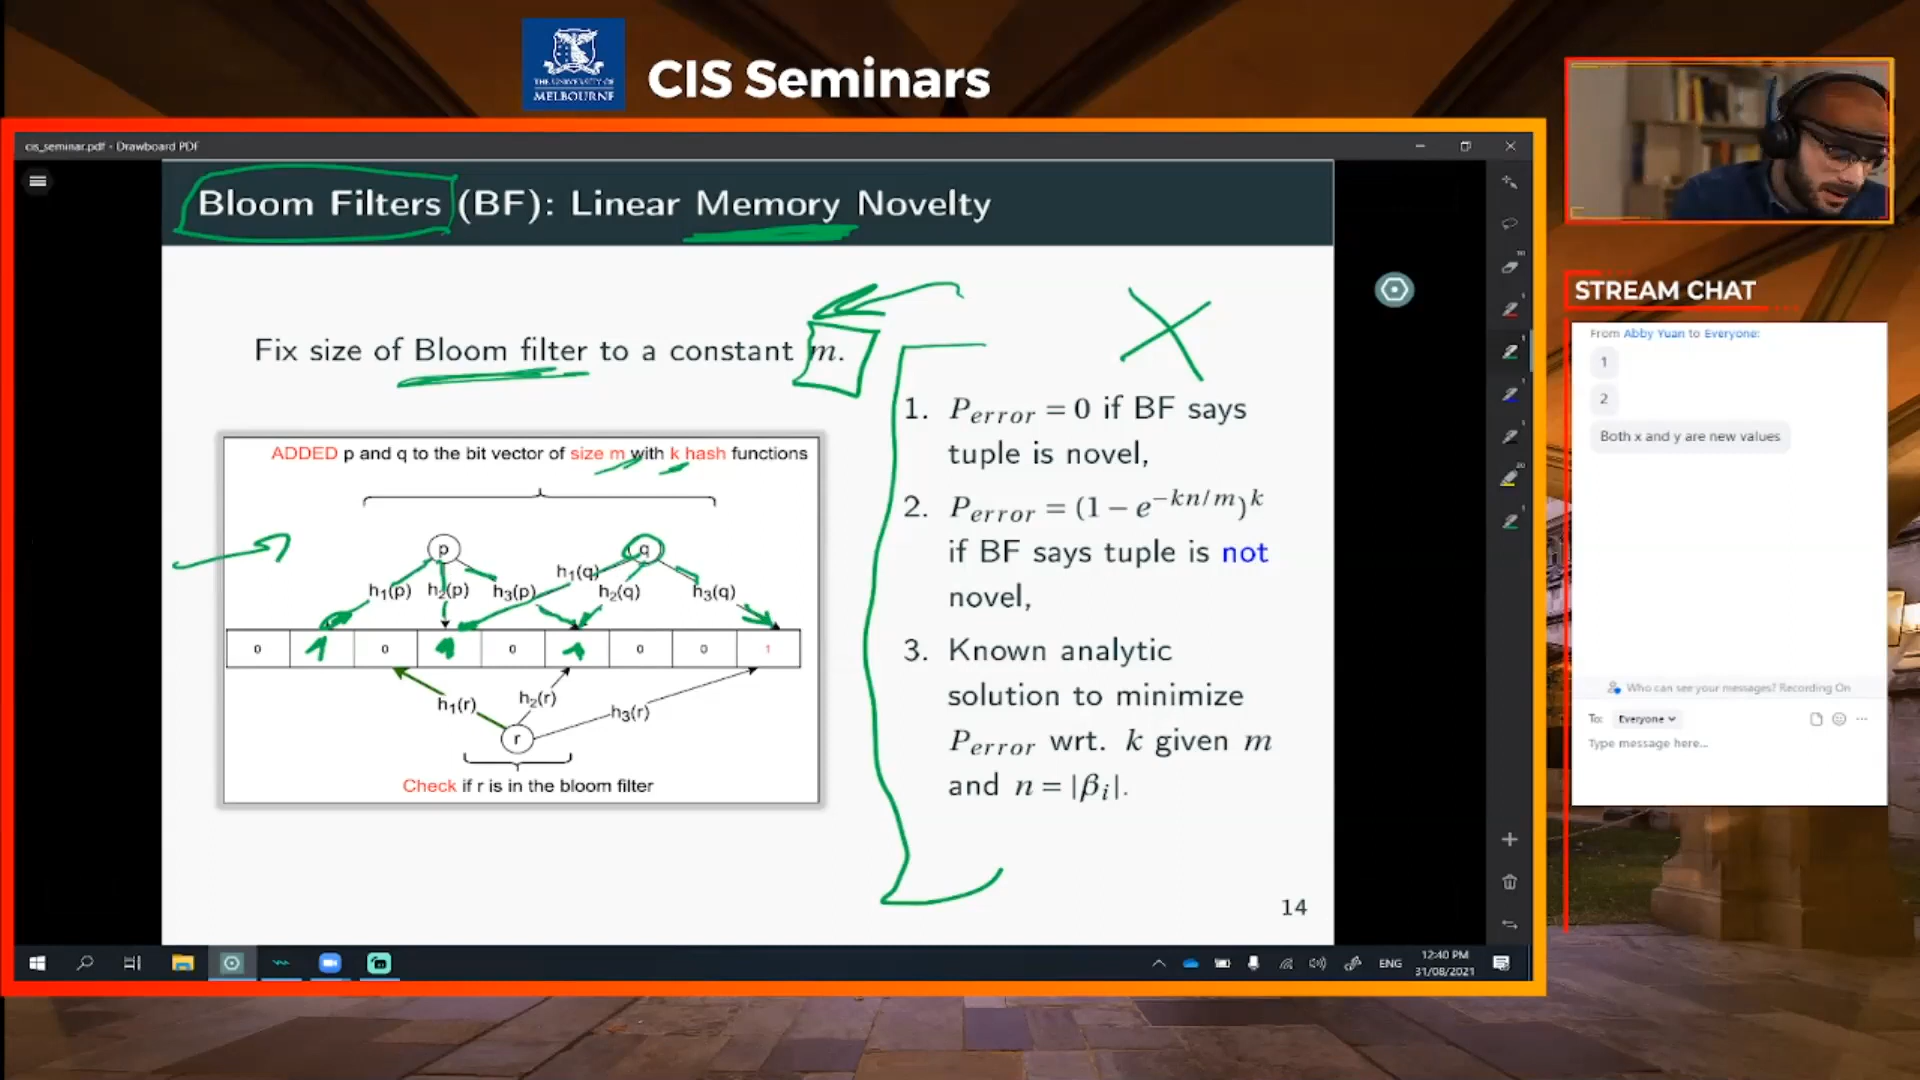 THE UNIVERSITY OF
MELBOURNE
CIS Seminars
cis_seminar.pdf - Drawboard PDF
Bloom Filters (BF): Linear Memory Novelty
Fix size of Bloom filter to a constant m.
ADDED p and q to the bit vector of size m with k hash functions
p
q
h₁(p) h₂(p) h₃(p) h₁(q) h₂(q) h₃(q)
0 1 0 1 0 1 0 0 1
h₁(r) h₂(r) h₃(r)
r
Check if r is in the bloom filter
X
1. Pₑᵣᵣₒᵣ = 0 if BF says
tuple is novel,
2. Pₑᵣᵣₒᵣ = (1 − e^{−kn/m})^k
if BF says tuple is not
novel,
3. Known analytic
solution to minimize
Pₑᵣᵣₒᵣ wrt. k given m
and n = |βᵢ|.
14
ENG
12:40 PM
31/08/2021
STREAM CHAT
From Abby Yuan to Everyone:
1
2
Both x and y are new values
Who can see your messages? Recording On
To: Everyone
Type message here...